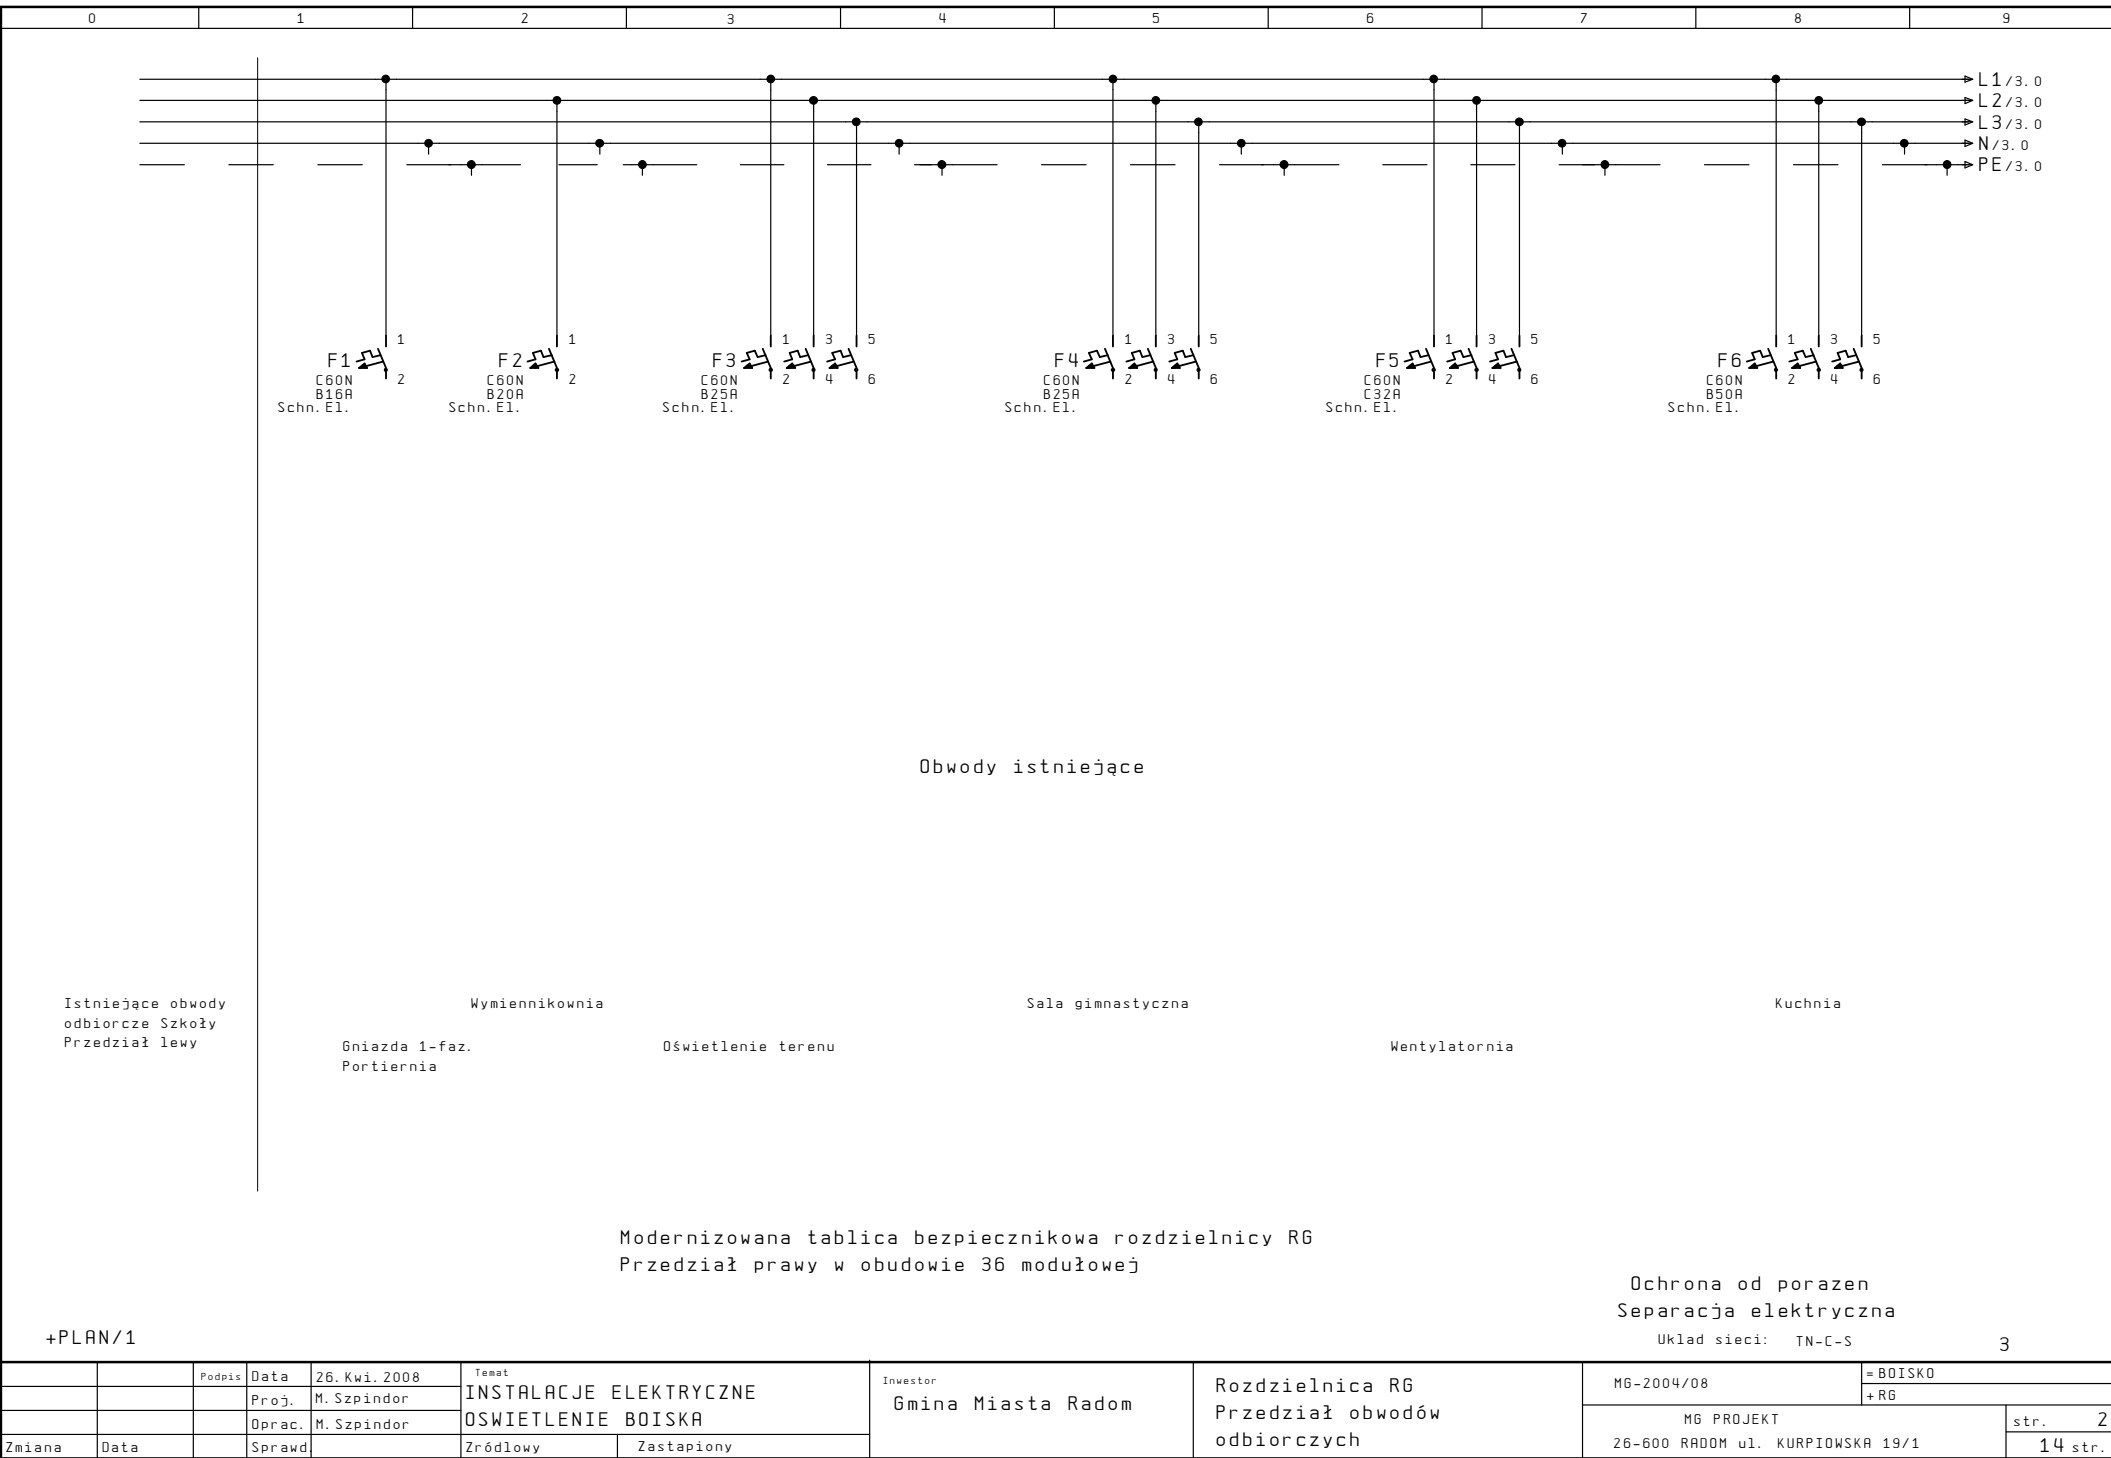 0 1 2 3 4 5 6 7 8 9
L1/3.0
L2/3.0
L3/3.0
N/3.0
PE/3.0
F1 1 2
C60N
B16A
Schn.El.
F2 1 2
C60N
B20A
Schn.El.
F3 1 3 5
2 4 6
C60N
B25A
Schn.El.
F4 1 3 5
2 4 6
C60N
B25A
Schn.El.
F5 1 3 5
2 4 6
C60N
C32A
Schn.El.
F6 1 3 5
2 4 6
C60N
B50A
Schn.El.
Obwody istniejące
Istniejące obwody
odbiorcze Szkoły
Przedział lewy
Wymiennikownia
Sala gimnastyczna
Kuchnia
Gniazda 1-faz.
Portiernia
Oświetlenie terenu
Wentylatornia
Modernizowana tablica bezpiecznikowa rozdzielnicy RG
Przedział prawy w obudowie 36 modułowej
Ochrona od porazen
Separacja elektryczna
Uklad sieci: TN-C-S
+PLAN/1
3
Podpis Data 26.Kwi.2008
Proj. M.Szpindor
Oprac. M.Szpindor
Zmiana Data Sprawd.
Temat
INSTALACJE ELEKTRYCZNE
OSWIETLENIE BOISKA
Zródlowy Zastapiony
Inwestor
Gmina Miasta Radom
Rozdzielnica RG
Przedział obwodów
odbiorczych
MG-2004/08
=BOISKO
+RG
MG PROJEKT
26-600 RADOM ul. KURPIOWSKA 19/1
str. 2
14 str.